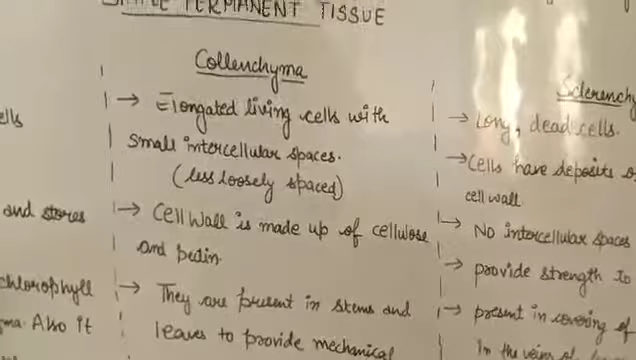 SIMPLE PERMANENT TISSUE
ells
and stores
chlorophyll
ma. Also it
Collenchyma
→ Elongated living cells with
small intercellular spaces.
(less loosely spaced)
→ Cell wall is made up of cellulose
and pectin.
→ They are present in stems and
leaves to provide mechanical
Sclerenchy
→ Long, dead cells.
→ Cells have deposits o
cell wall
→ No intercellular spaces
→ provide strength to
→ present in covering of
In the veins of